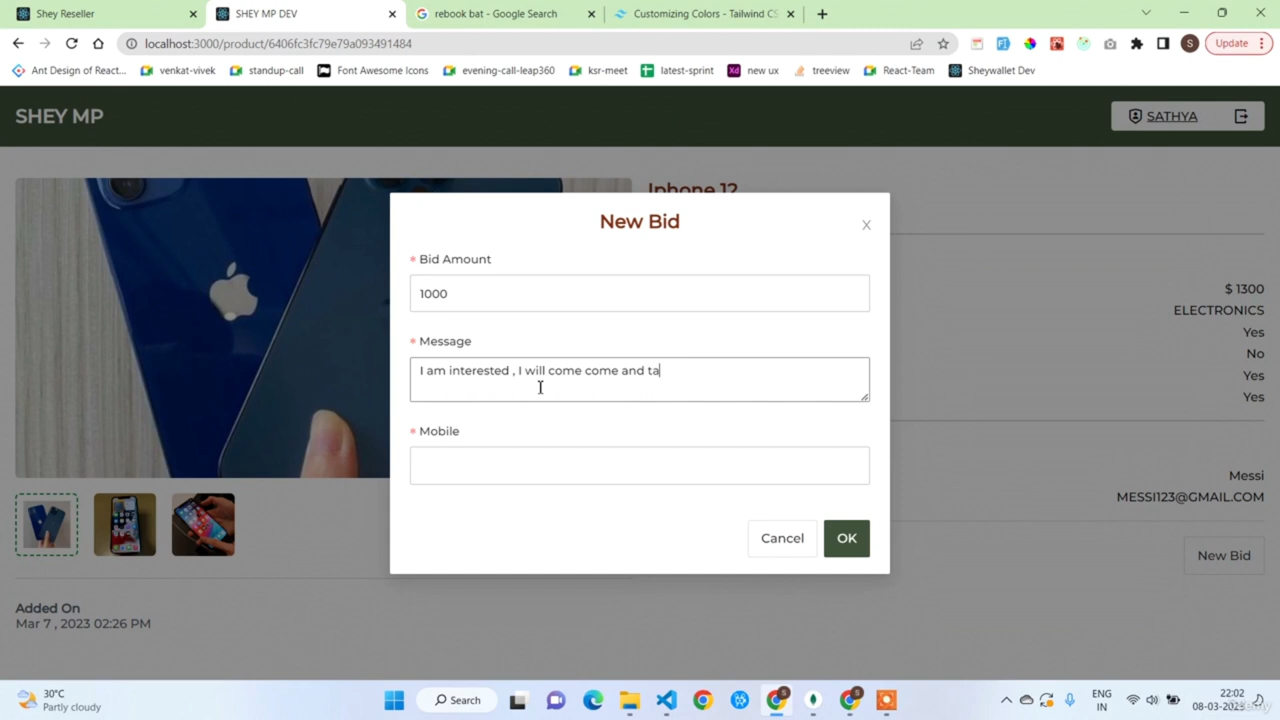 Shey Reseller
SHEY MP DEV
rebook bat - Google Search
Customizing Colors - Tailwind CS
localhost:3000/product/6406fc3fc79e79a093491484
S
Update
Ant Design of React...
venkat-vivek
standup-call
Font Awesome Icons
evening-call-leap360
ksr-meet
latest-sprint
Xd new ux
treeview
React-Team
Sheywallet Dev
SHEY MP
SATHYA
Iphone 12
New Bid
X
* Bid Amount
1000
$ 1300
ELECTRONICS
Yes
* Message
No
I am interested , I will come come and ta
Yes
Yes
* Mobile
Messi
MESSI123@GMAIL.COM
Cancel
OK
New Bid
Added On
Mar 7 , 2023 02:26 PM
30°C
Partly cloudy
Search
ENG
IN
22:02
08-03-2023